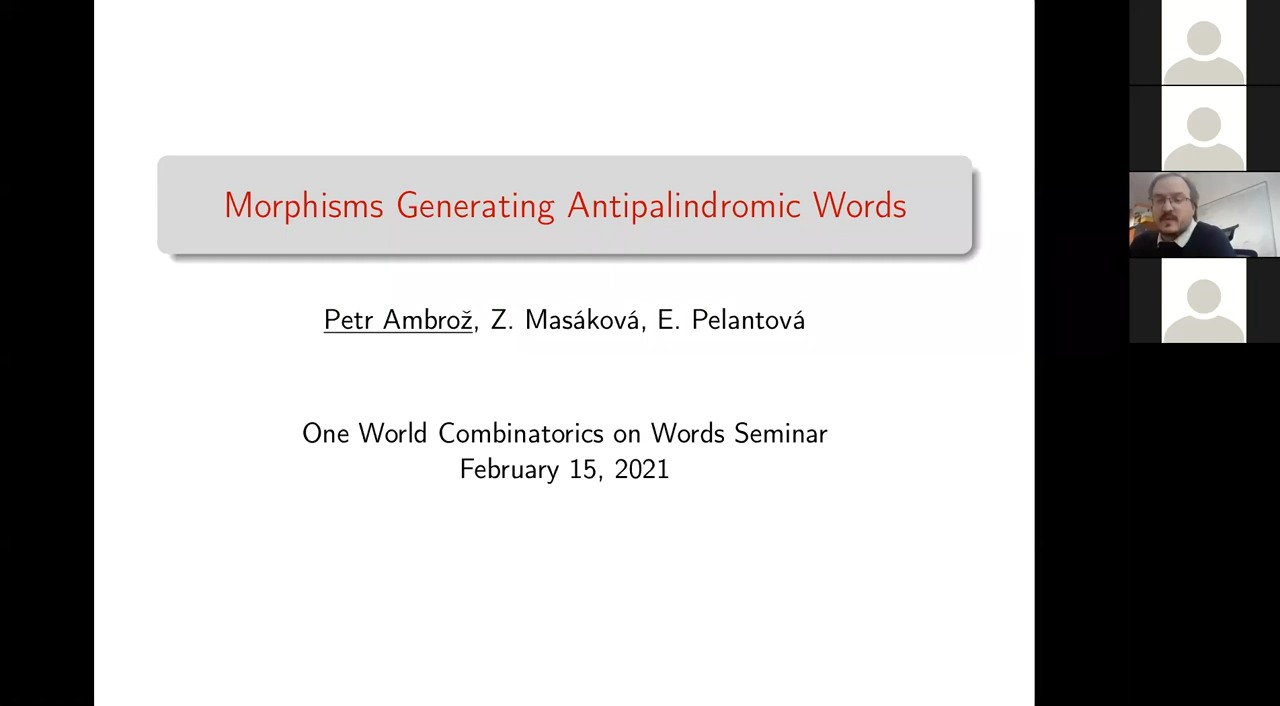 Morphisms Generating Antipalindromic Words
Petr Ambrož, Z. Masáková, E. Pelantová
One World Combinatorics on Words Seminar
February 15, 2021